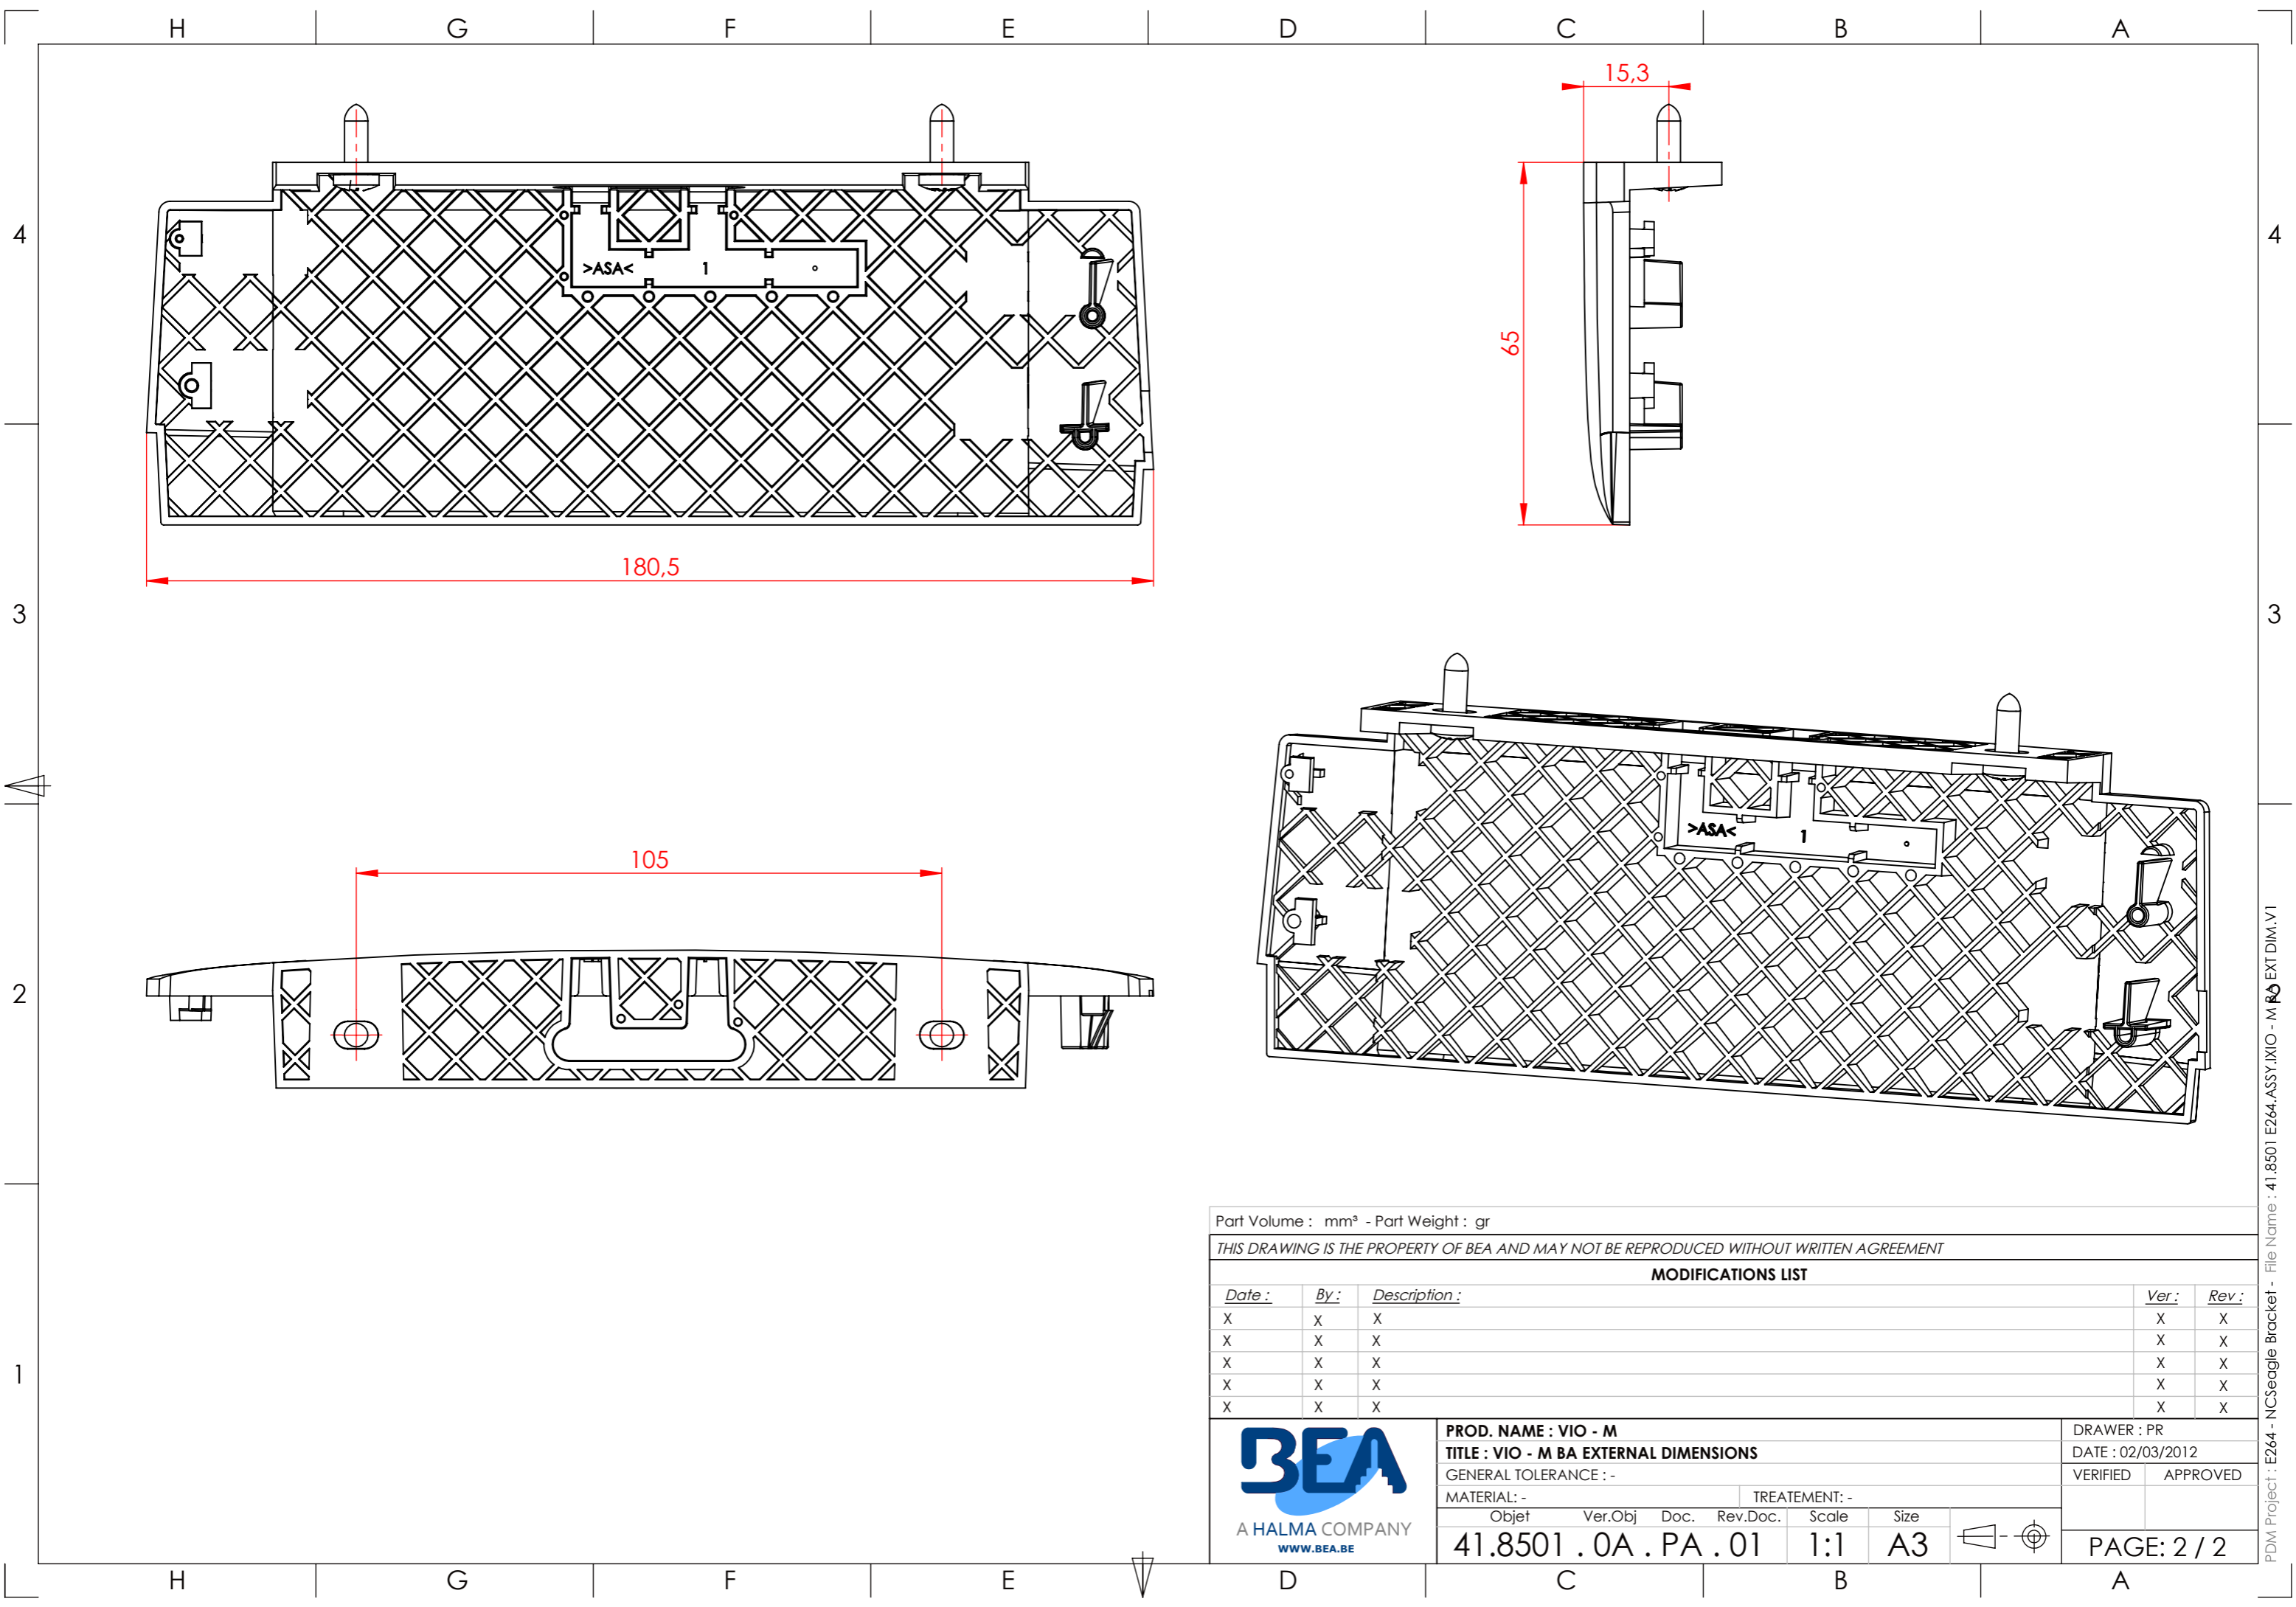 H G F E D C B A
15,3
4 4
>ASA< 1
65
180,5
3 3
105
>ASA< 1
2 2
Part Volume : mm³ - Part Weight : gr
THIS DRAWING IS THE PROPERTY OF BEA AND MAY NOT BE REPRODUCED WITHOUT WRITTEN AGREEMENT
MODIFICATIONS LIST
Date : By : Description : Ver : Rev :
X X X X X
X X X X X
1
X X X X X
X X X X X
X X X X X
BEA
A HALMA COMPANY
WWW.BEA.BE
PROD. NAME : VIO - M
TITLE : VIO - M BA EXTERNAL DIMENSIONS
GENERAL TOLERANCE : -
MATERIAL: - TREATEMENT: -
Objet Ver.Obj Doc. Rev.Doc. Scale Size
41.8501 . 0A . PA . 01 1:1 A3
DRAWER : PR
DATE : 02/03/2012
VERIFIED APPROVED
PAGE: 2 / 2
PDM Project : E264 - NCSeagle Bracket - File Name : 41.8501 E264.ASSY.IXIO - M BA EXT DIM.V1
H G F E D C B A